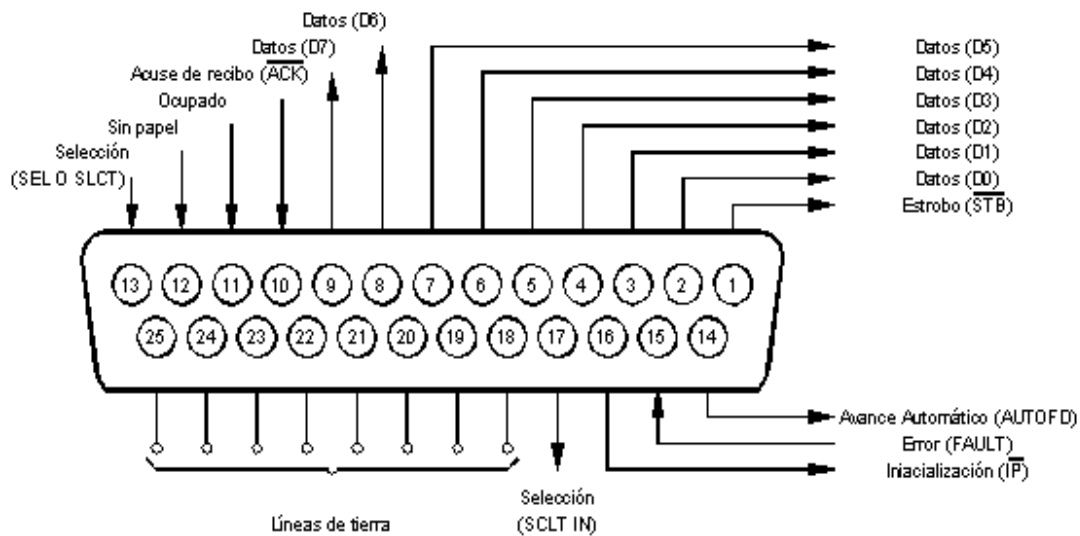 Datos (D6)
Datos (D7)
Acuse de recibo (ACK)
Ocupado
Sin papel
Selección
(SEL O SLCT)
Datos (D5)
Datos (D4)
Datos (D3)
Datos (D2)
Datos (D1)
Datos (D0)
Estrobo (STB)
13 12 11 10 9 8 7 6 5 4 3 2 1
25 24 23 22 21 20 19 18 17 16 15 14
Avance Automático (AUTOFD)
Error (FAULT)
Iniacialización (IP)
Selección
(SCLT IN)
Líneas de tierra